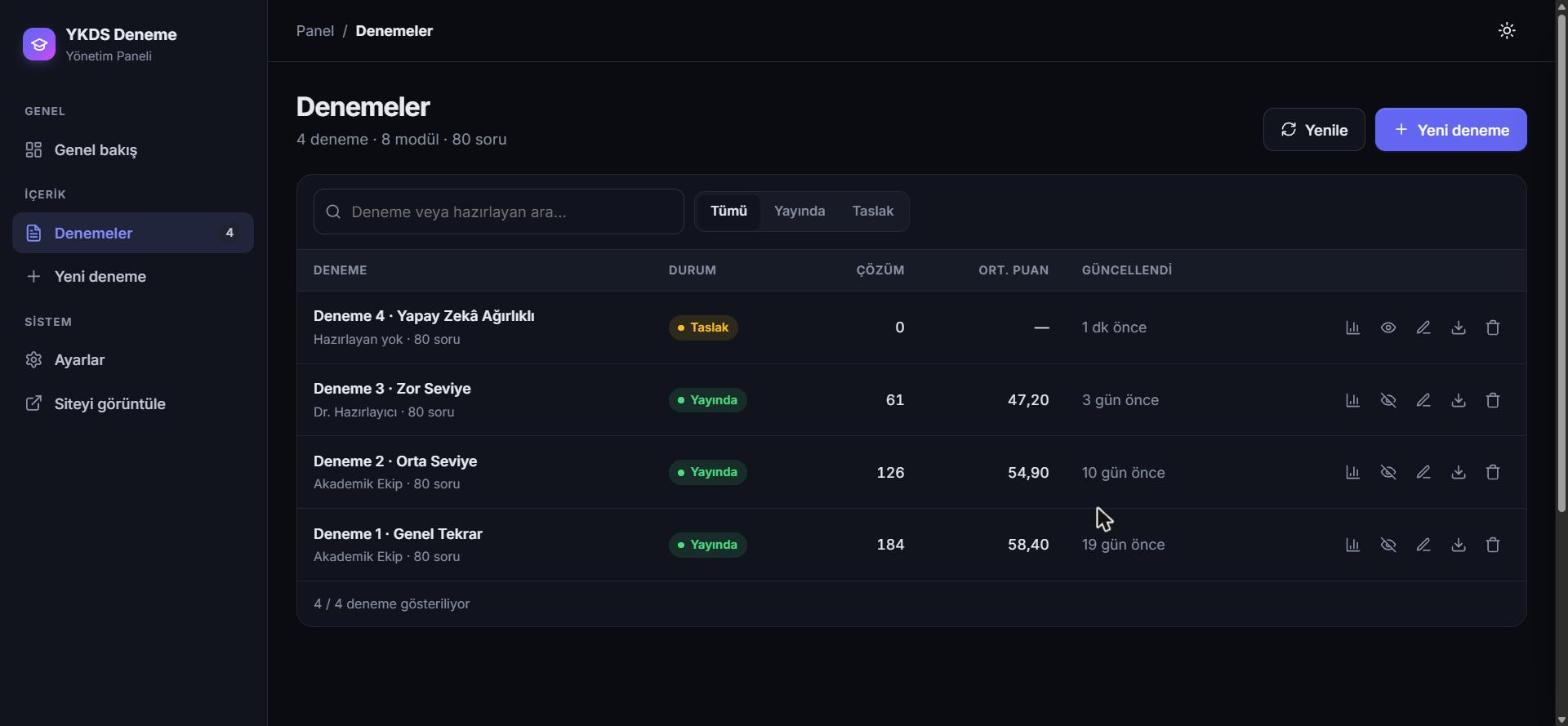 YKDS Deneme
Yönetim Paneli
GENEL
Genel bakış
İÇERİK
Denemeler 4
Yeni deneme
SİSTEM
Ayarlar
Siteyi görüntüle
Panel / Denemeler
Denemeler
4 deneme · 8 modül · 80 soru
Yenile
Yeni deneme
Deneme veya hazırlayan ara...
Tümü Yayında Taslak
DENEME DURUM ÇÖZÜM ORT. PUAN GÜNCELLENDİ
Deneme 4 · Yapay Zekâ Ağırlıklı
Hazırlayan yok · 80 soru
Taslak 0 — 1 dk önce
Deneme 3 · Zor Seviye
Dr. Hazırlayıcı · 80 soru
Yayında 61 47,20 3 gün önce
Deneme 2 · Orta Seviye
Akademik Ekip · 80 soru
Yayında 126 54,90 10 gün önce
Deneme 1 · Genel Tekrar
Akademik Ekip · 80 soru
Yayında 184 58,40 19 gün önce
4 / 4 deneme gösteriliyor